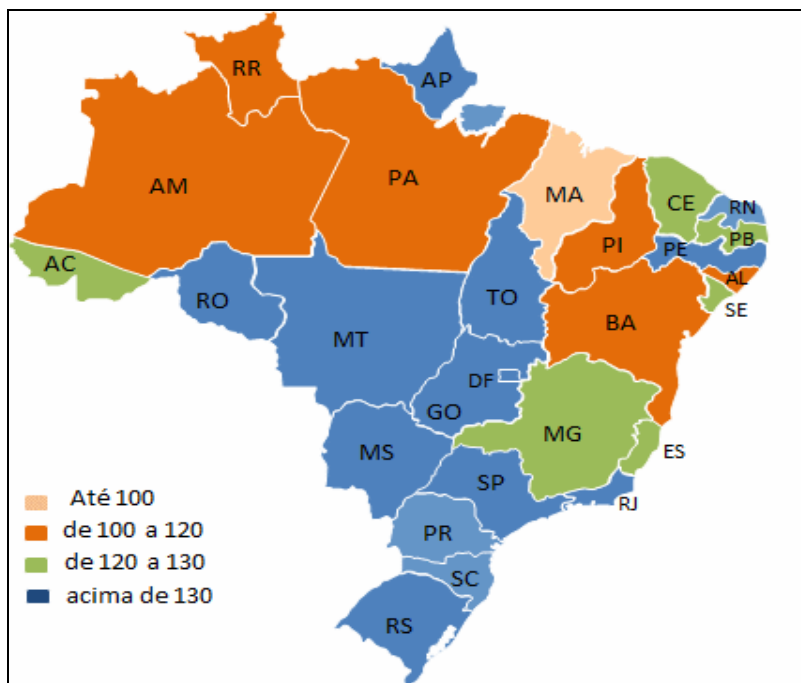 RR
AP
AM
PA
MA
CE
RN
PB
PI
PE
AC
AL
RO
TO
SE
MT
BA
DF
GO
MG
MS
ES
SP
RJ
PR
SC
RS
Até 100
de 100 a 120
de 120 a 130
acima de 130